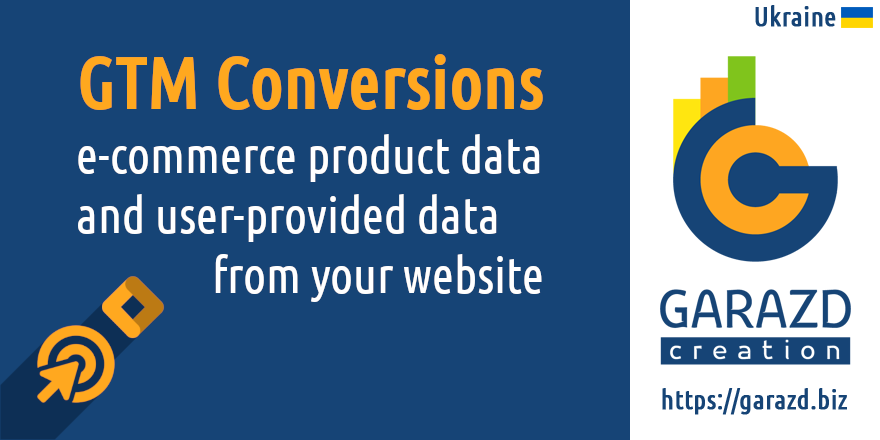 GTM Conversions
e-commerce product data
and user-provided data
from your website
Ukraine
GARAZD
creation
https://garazd.biz